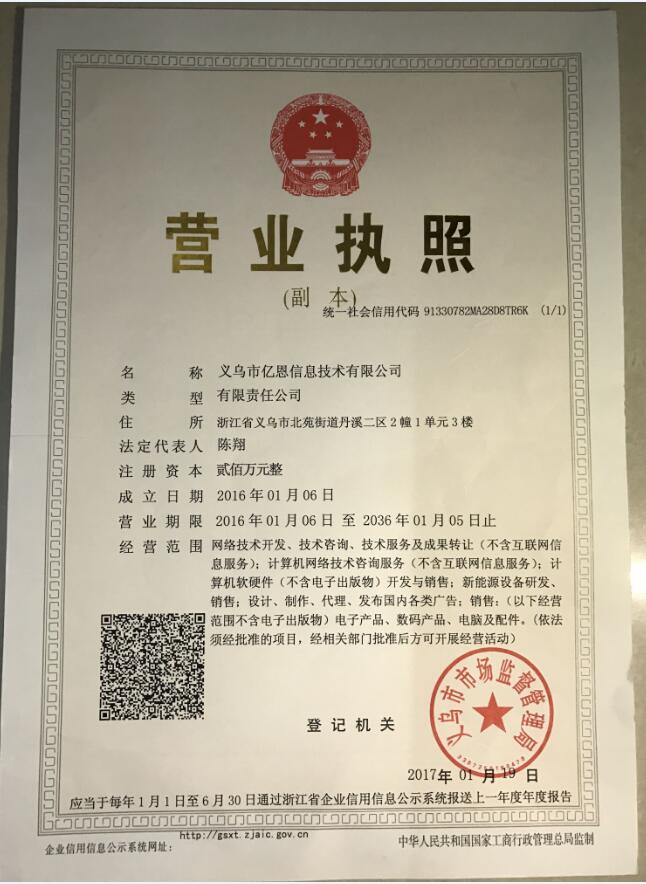 营业执照
(副 本)
统一社会信用代码 91330782MA28D8TR6K (1/1)
名称 义乌市亿恩信息技术有限公司
类型 有限责任公司
住所 浙江省义乌市北苑街道丹溪二区2幢1单元3楼
法定代表人 陈翔
注册资本 贰佰万元整
成立日期 2016年01月06日
营业期限 2016年01月06日 至 2036年01月05日止
经营范围 网络技术开发、技术咨询、技术服务及成果转让(不含互联网信
息服务);计算机网络技术咨询服务(不含互联网信息服务);计
算机软硬件(不含电子出版物)开发与销售;新能源设备研发、
销售;设计、制作、代理、发布国内各类广告;销售:(以下经营
范围不含电子出版物)电子产品、数码产品、电脑及配件。(依法
须经批准的项目,经相关部门批准后方可开展经营活动)
登记机关
义乌市市场监督管理局
2017年 01 月 19 日
应当于每年1月1日至6月30日通过浙江省企业信用信息公示系统报送上一年度年度报告
http://gsxt.zjaic.gov.cn
企业信用信息公示系统网址:
中华人民共和国国家工商行政管理总局监制